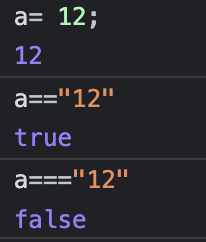 a= 12;
12
a=="12"
true
a==="12"
false